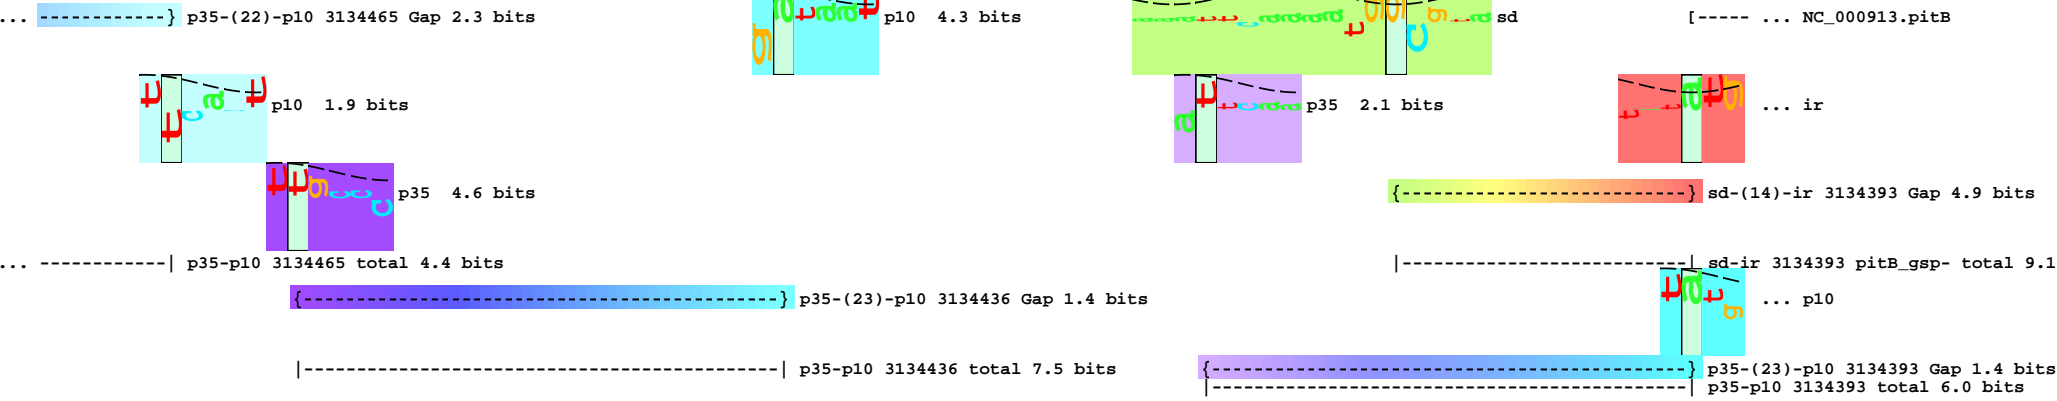 ... ------------} p35-(22)-p10 3134465 Gap 2.3 bits
p10 4.3 bits
sd
[----- ... NC_000913.pitB
p10 1.9 bits
p35 2.1 bits
... ir
p35 4.6 bits
{---------------------------} sd-(14)-ir 3134393 Gap 4.9 bits
... ------------| p35-p10 3134465 total 4.4 bits
|---------------------------| sd-ir 3134393 pitB_gsp- total 9.1
{---------------------------------------------} p35-(23)-p10 3134436 Gap 1.4 bits
... p10
|---------------------------------------------| p35-p10 3134436 total 7.5 bits
{---------------------------------------------} p35-(23)-p10 3134393 Gap 1.4 bits
|---------------------------------------------| p35-p10 3134393 total 6.0 bits